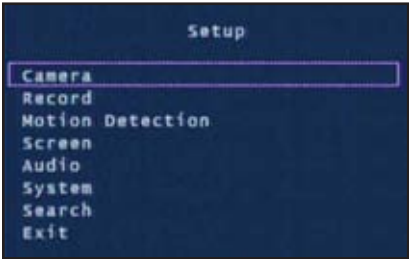 Setup
Camera
Record
Motion Detection
Screen
Audio
System
Search
Exit